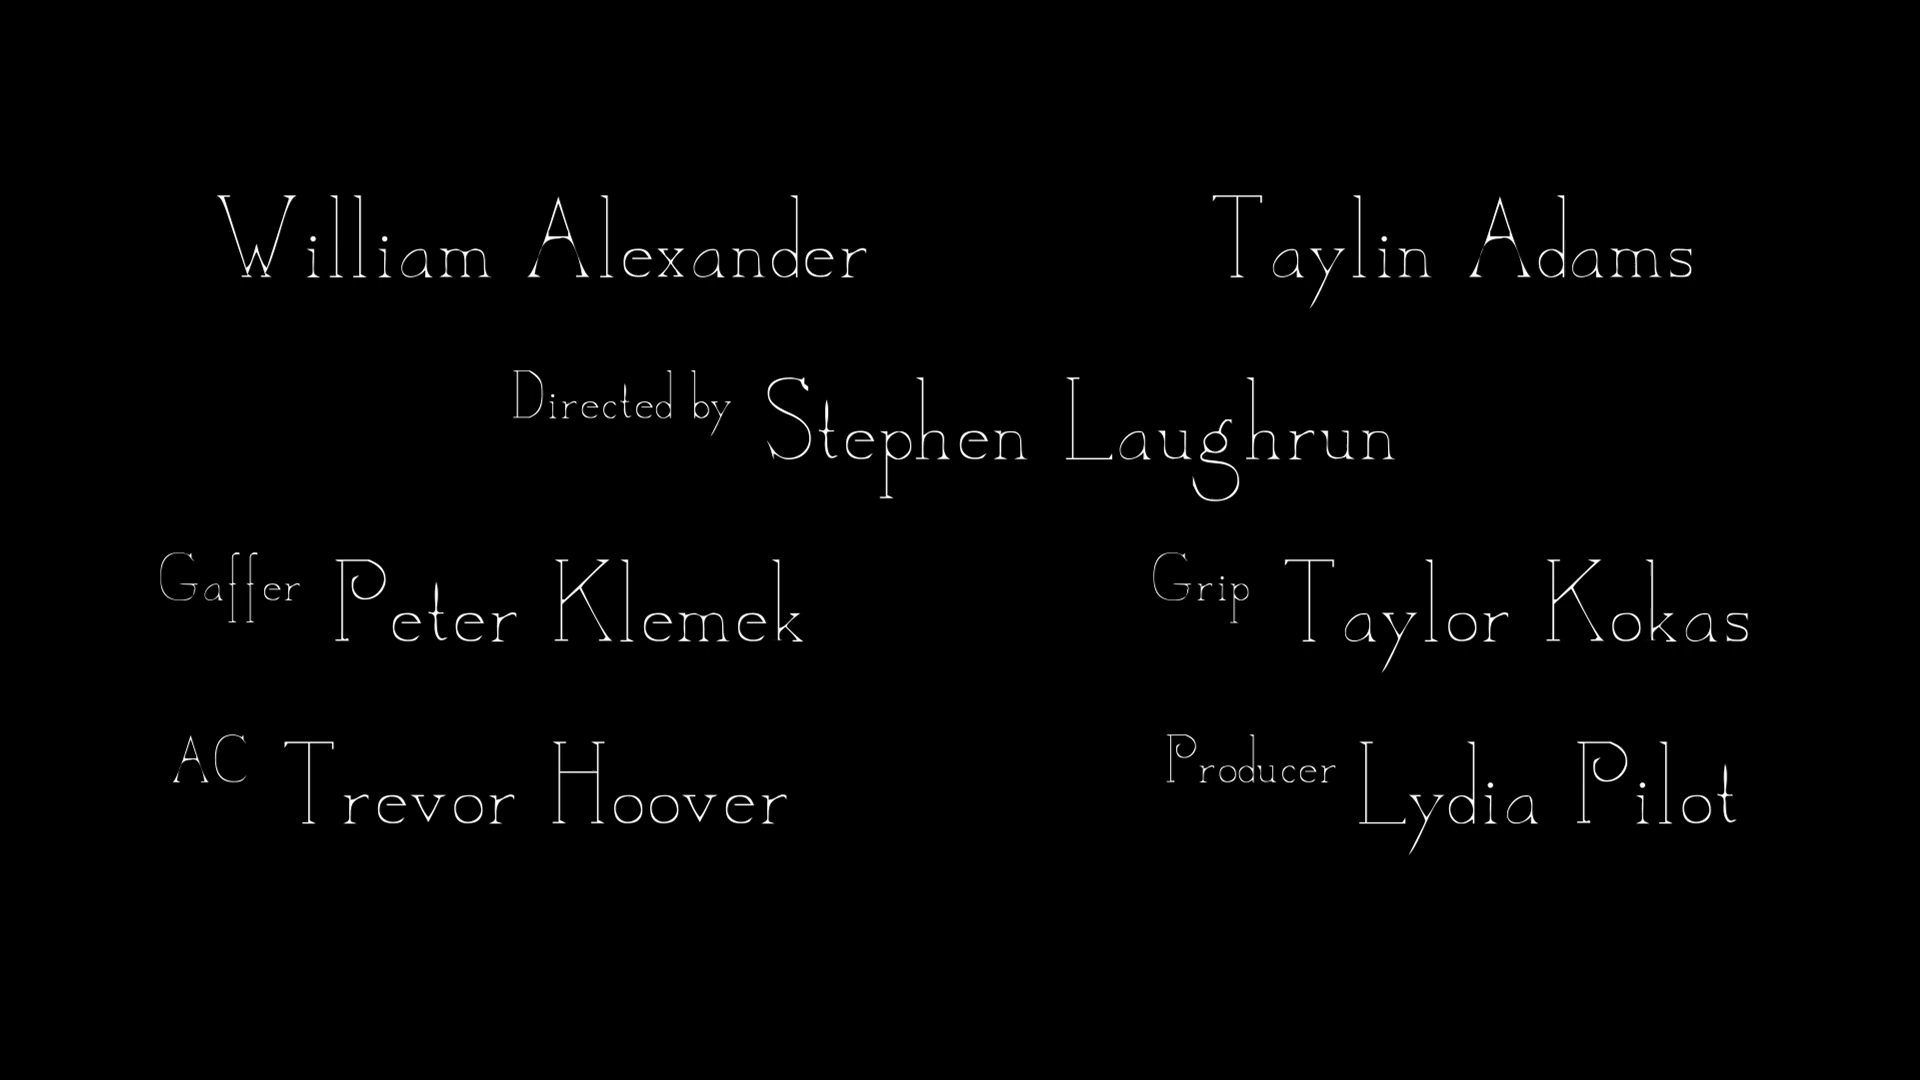 William Alexander Taylin Adams
Directed by Stephen Laughrun
Gaffer Peter Klemek Grip Taylor Kokas
AC Trevor Hoover Producer Lydia Pilot